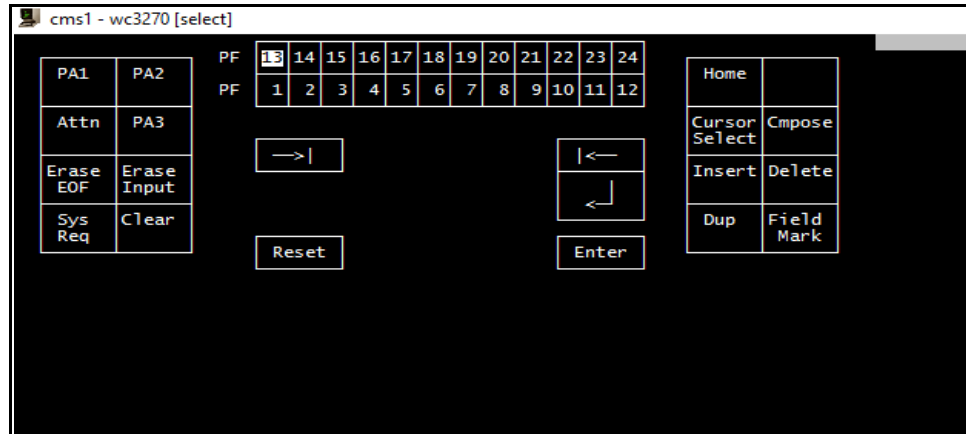 cms1 - wc3270 [select]
PF 13 14 15 16 17 18 19 20 21 22 23 24
PF 1 2 3 4 5 6 7 8 9 10 11 12
PA1 PA2
Attn PA3
Erase EOF Erase Input
Sys Req Clear
—>|
Reset
|<—
<┘
Enter
Home
Cursor Select Cmpose
Insert Delete
Dup Field Mark